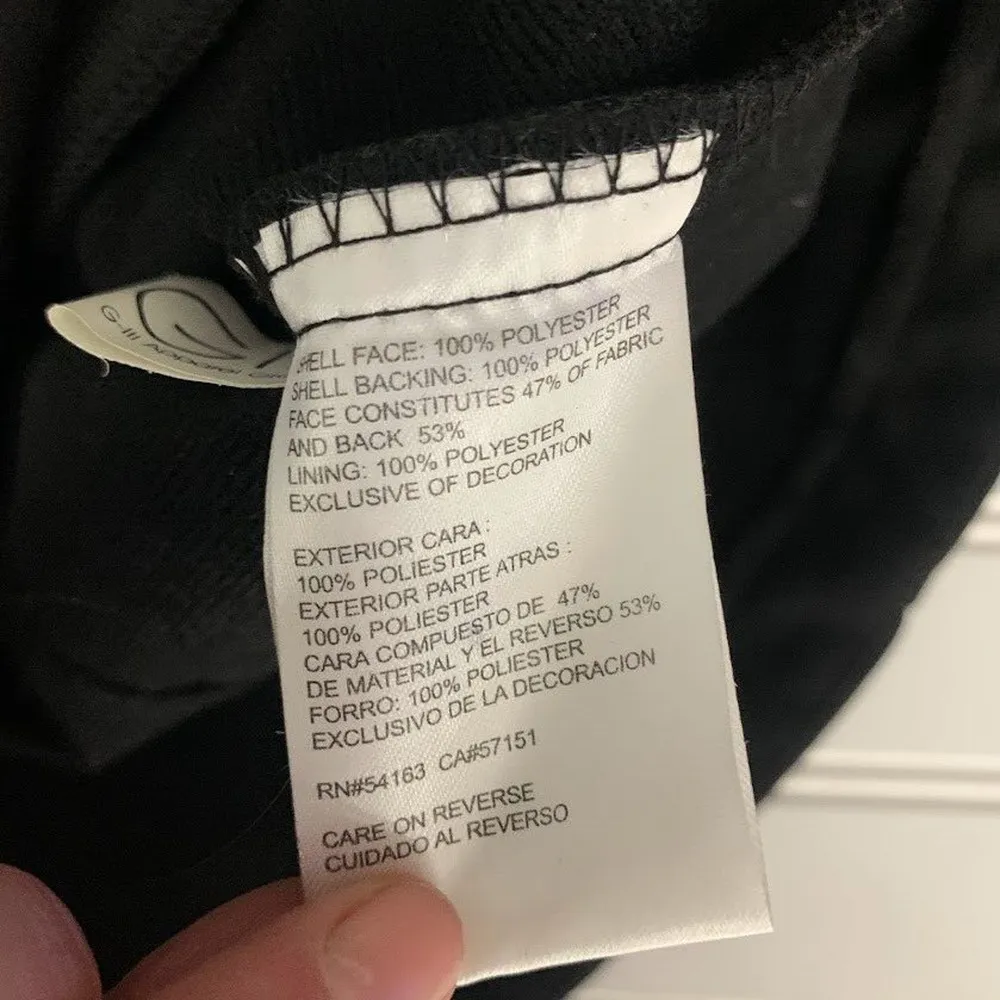 G-III Apparel
SHELL FACE: 100% POLYESTER
SHELL BACKING: 100% POLYESTER
FACE CONSTITUTES 47% OF FABRIC
AND BACK 53%
LINING: 100% POLYESTER
EXCLUSIVE OF DECORATION
EXTERIOR CARA :
100% POLIESTER
EXTERIOR PARTE ATRAS :
100% POLIESTER
CARA COMPUESTO DE 47%
DE MATERIAL Y EL REVERSO 53%
FORRO: 100% POLIESTER
EXCLUSIVO DE LA DECORACION
RN#54163 CA#57151
CARE ON REVERSE
CUIDADO AL REVERSO